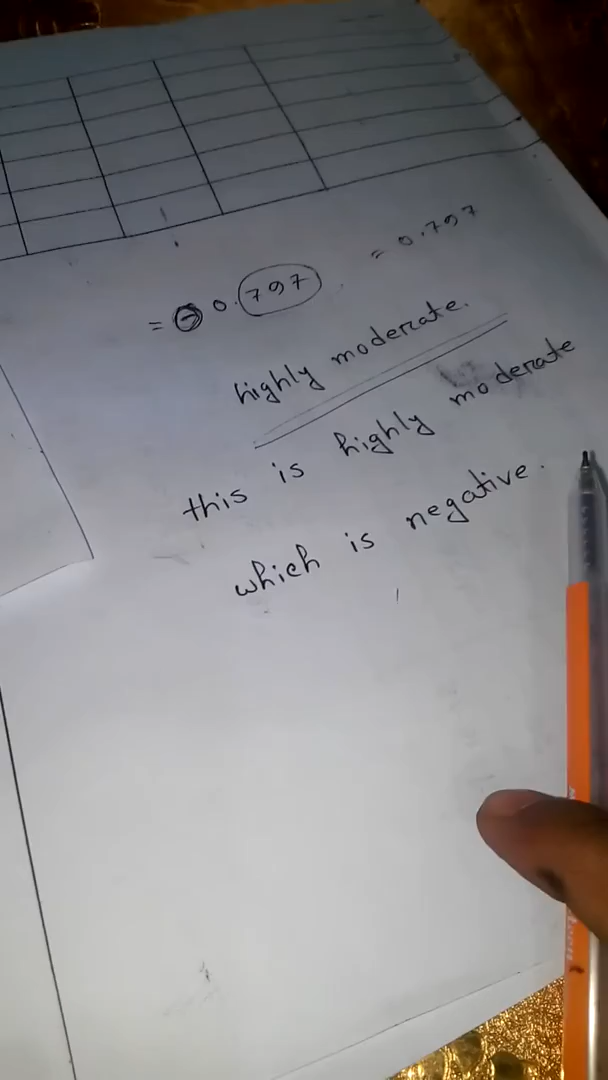 = - 0.797 = 0.797
highly moderate.
this is highly moderate
which is negative.